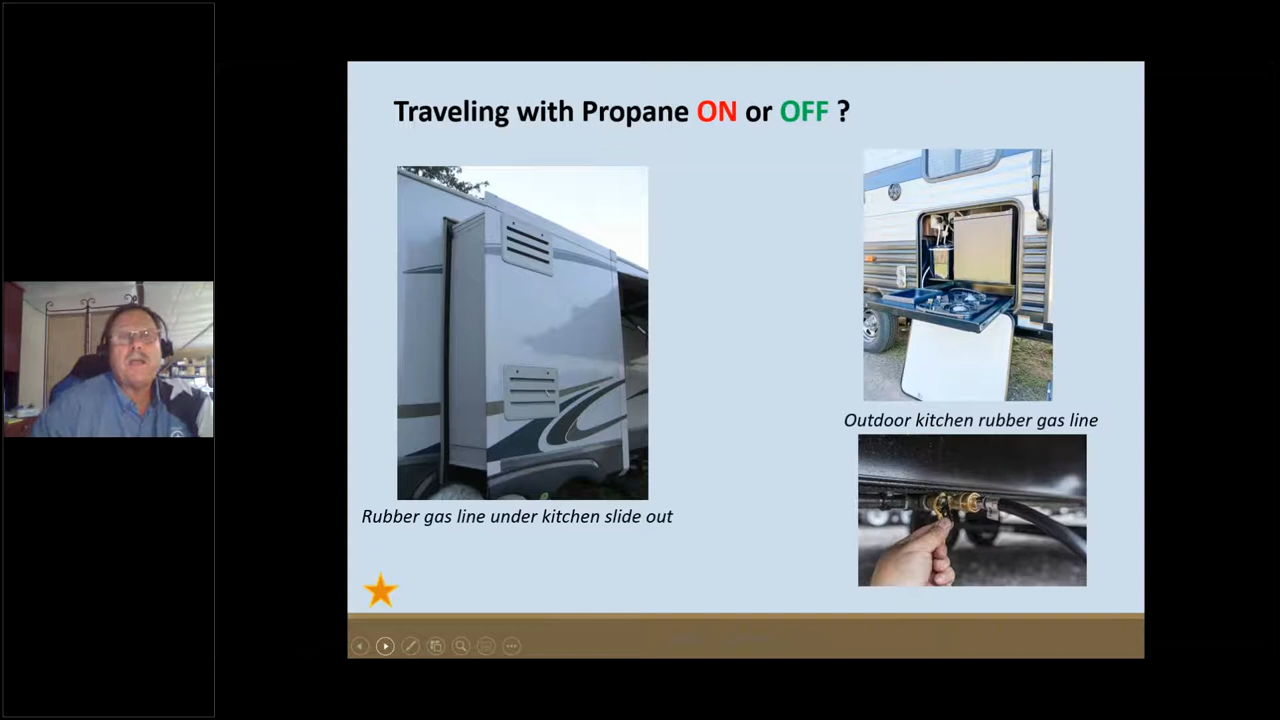 Traveling with Propane ON or OFF ?
Outdoor kitchen rubber gas line
Rubber gas line under kitchen slide out